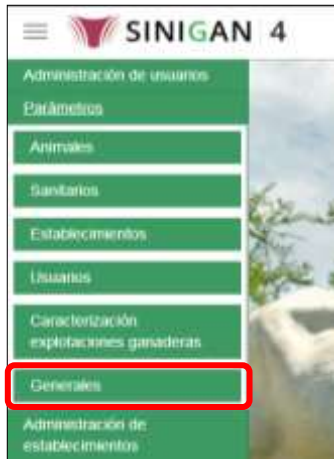 SINIGAN 4
Administración de usuarios
Parámetros
Animales
Sanitarios
Establecimientos
Usuarios
Caracterización
explotaciones ganaderas
Generales
Administración de
establecimientos